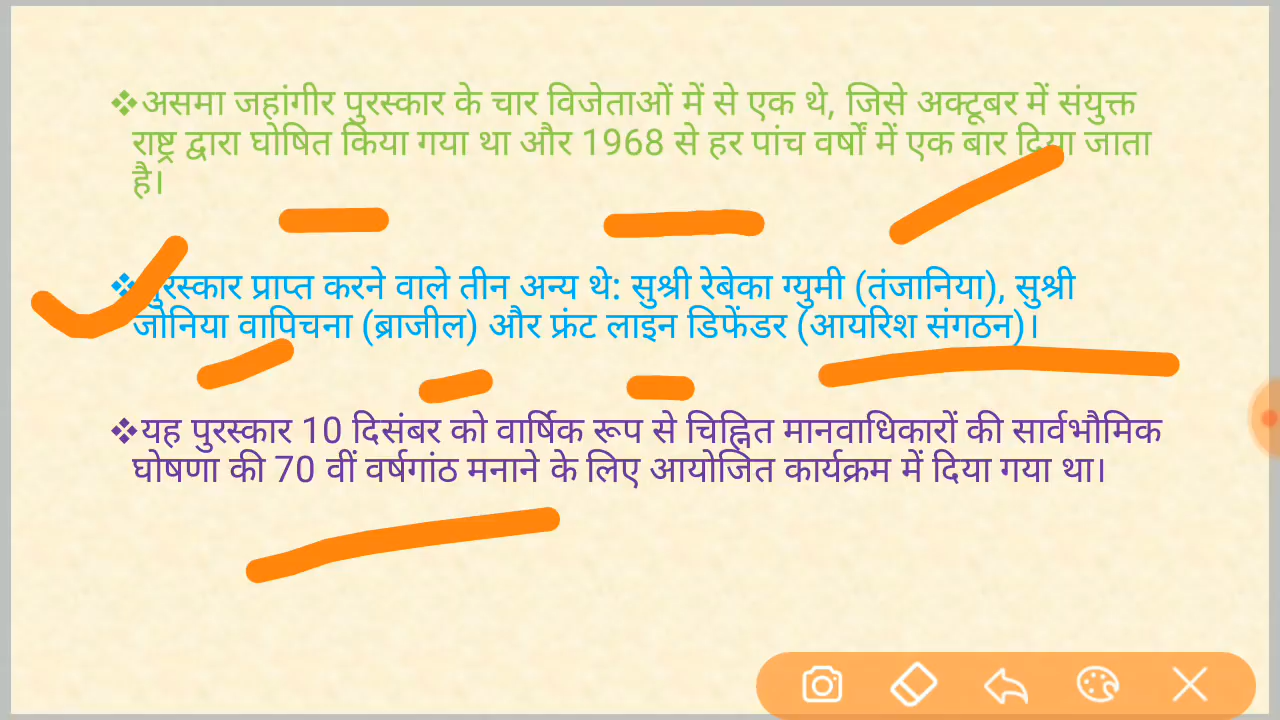 ❖असमा जहांगीर पुरस्कार के चार विजेताओं में से एक थे, जिसे अक्टूबर में संयुक्त
राष्ट्र द्वारा घोषित किया गया था और 1968 से हर पांच वर्षों में एक बार दिया जाता
है।
❖पुरस्कार प्राप्त करने वाले तीन अन्य थे: सुश्री रेबेका ग्युमी (तंजानिया), सुश्री
जोनिया वापिचना (ब्राजील) और फ्रंट लाइन डिफेंडर (आयरिश संगठन)।
❖यह पुरस्कार 10 दिसंबर को वार्षिक रूप से चिह्नित मानवाधिकारों की सार्वभौमिक
घोषणा की 70 वीं वर्षगांठ मनाने के लिए आयोजित कार्यक्रम में दिया गया था।